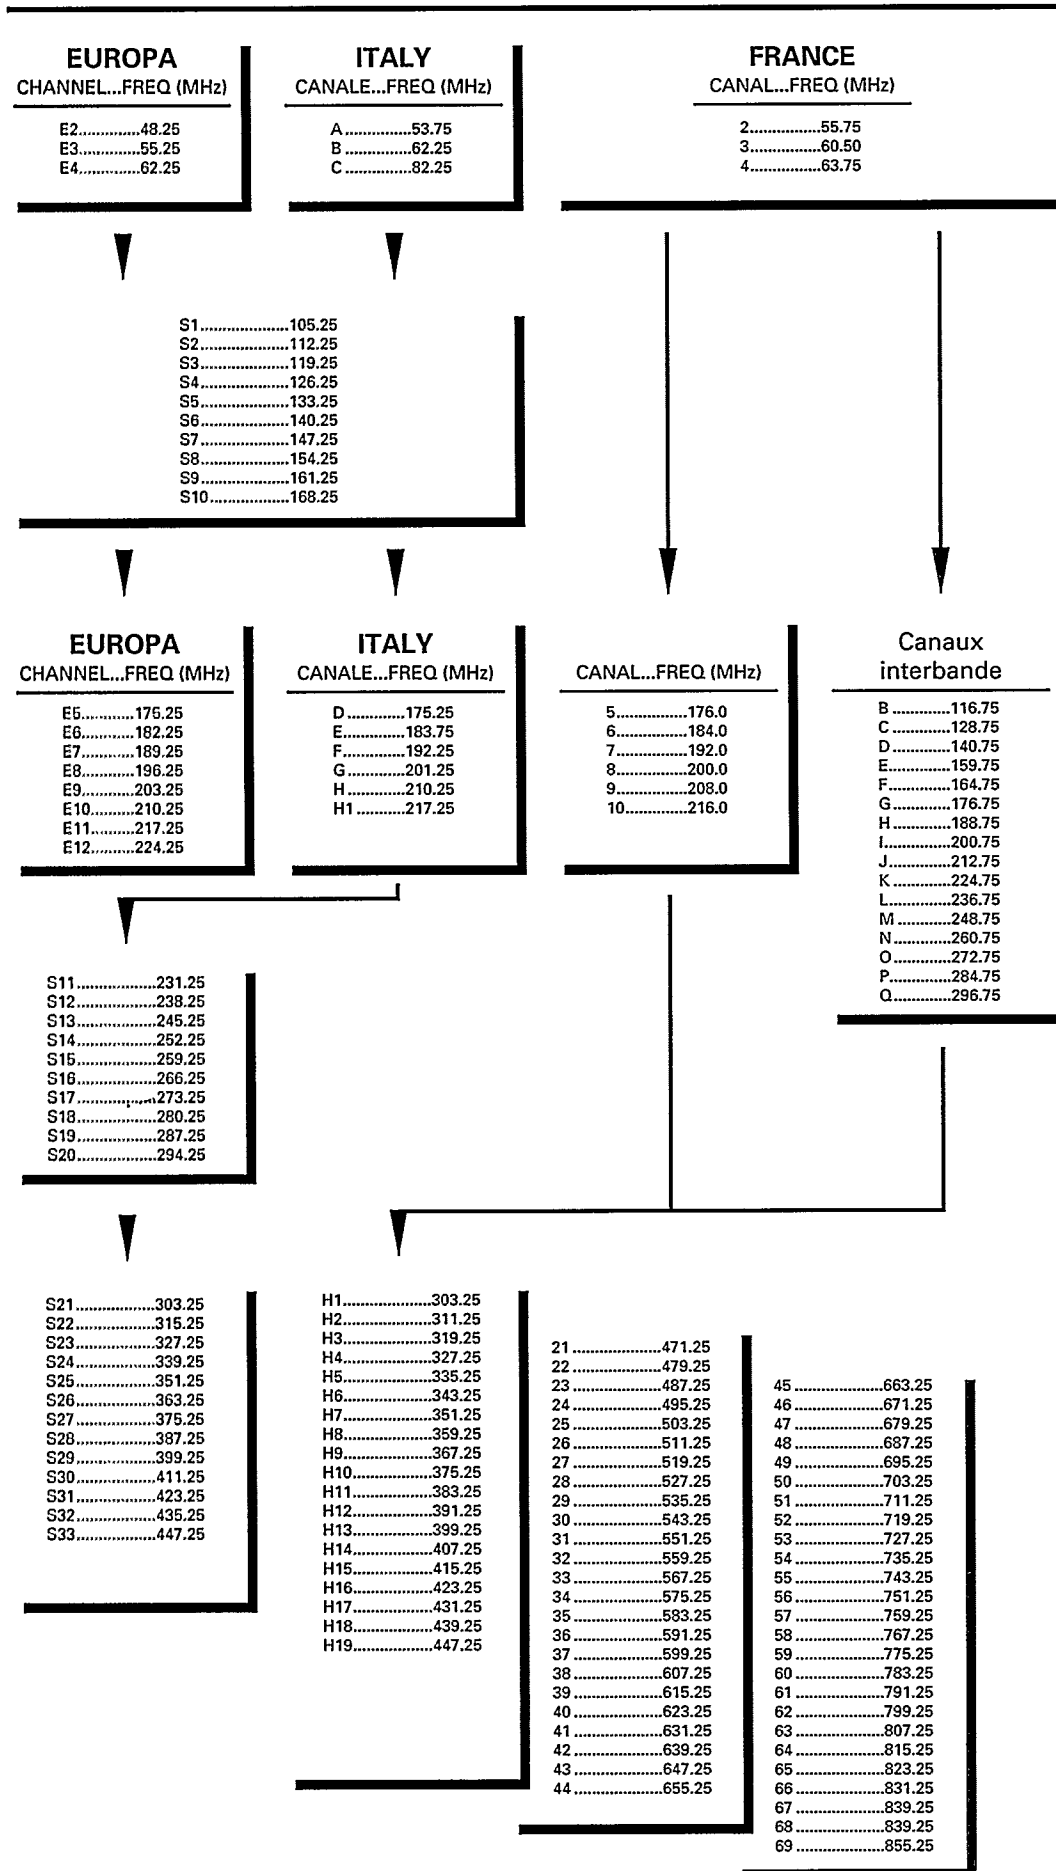 EUROPA
CHANNEL...FREQ (MHz)
E2..............48.25
E3..............55.25
E4..............62.25
ITALY
CANALE...FREQ (MHz)
A ...............53.75
B ...............62.25
C ...............82.25
FRANCE
CANAL...FREQ (MHz)
2................55.75
3................60.50
4................63.75
S1....................105.25
S2....................112.25
S3....................119.25
S4....................126.25
S5....................133.25
S6....................140.25
S7....................147.25
S8....................154.25
S9....................161.25
S10..................168.25
EUROPA
CHANNEL...FREQ (MHz)
E5............175.25
E6............182.25
E7............189.25
E8............196.25
E9............203.25
E10..........210.25
E11..........217.25
E12..........224.25
ITALY
CANALE...FREQ (MHz)
D .............175.25
E..............183.75
F..............192.25
G.............201.25
H .............210.25
H1............217.25
CANAL...FREQ (MHz)
5................176.0
6................184.0
7................192.0
8................200.0
9................208.0
10..............216.0
Canaux
interbande
B .............116.75
C .............128.75
D .............140.75
E..............159.75
F..............164.75
G.............176.75
H .............188.75
I...............200.75
J..............212.75
K .............224.75
L..............236.75
M ............248.75
N.............260.75
O.............272.75
P..............284.75
Q.............296.75
S11..................231.25
S12..................238.25
S13..................245.25
S14..................252.25
S15..................259.25
S16..................266.25
S17..................273.25
S18..................280.25
S19..................287.25
S20..................294.25
S21..................303.25
S22..................315.25
S23..................327.25
S24..................339.25
S25..................351.25
S26..................363.25
S27..................375.25
S28..................387.25
S29..................399.25
S30..................411.25
S31..................423.25
S32..................435.25
S33..................447.25
H1....................303.25
H2....................311.25
H3....................319.25
H4....................327.25
H5....................335.25
H6....................343.25
H7....................351.25
H8....................359.25
H9....................367.25
H10..................375.25
H11..................383.25
H12..................391.25
H13..................399.25
H14..................407.25
H15..................415.25
H16..................423.25
H17..................431.25
H18..................439.25
H19..................447.25
21 ....................471.25
22 ....................479.25
23 ....................487.25
24 ....................495.25
25 ....................503.25
26 ....................511.25
27 ....................519.25
28 ....................527.25
29 ....................535.25
30 ....................543.25
31 ....................551.25
32 ....................559.25
33 ....................567.25
34 ....................575.25
35 ....................583.25
36 ....................591.25
37 ....................599.25
38 ....................607.25
39 ....................615.25
40 ....................623.25
41 ....................631.25
42 ....................639.25
43 ....................647.25
44 ....................655.25
45 ....................663.25
46 ....................671.25
47 ....................679.25
48 ....................687.25
49 ....................695.25
50 ....................703.25
51 ....................711.25
52 ....................719.25
53 ....................727.25
54 ....................735.25
55 ....................743.25
56 ....................751.25
57 ....................759.25
58 ....................767.25
59 ....................775.25
60 ....................783.25
61 ....................791.25
62 ....................799.25
63 ....................807.25
64 ....................815.25
65 ....................823.25
66 ....................831.25
67 ....................839.25
68 ....................839.25
69 ....................855.25